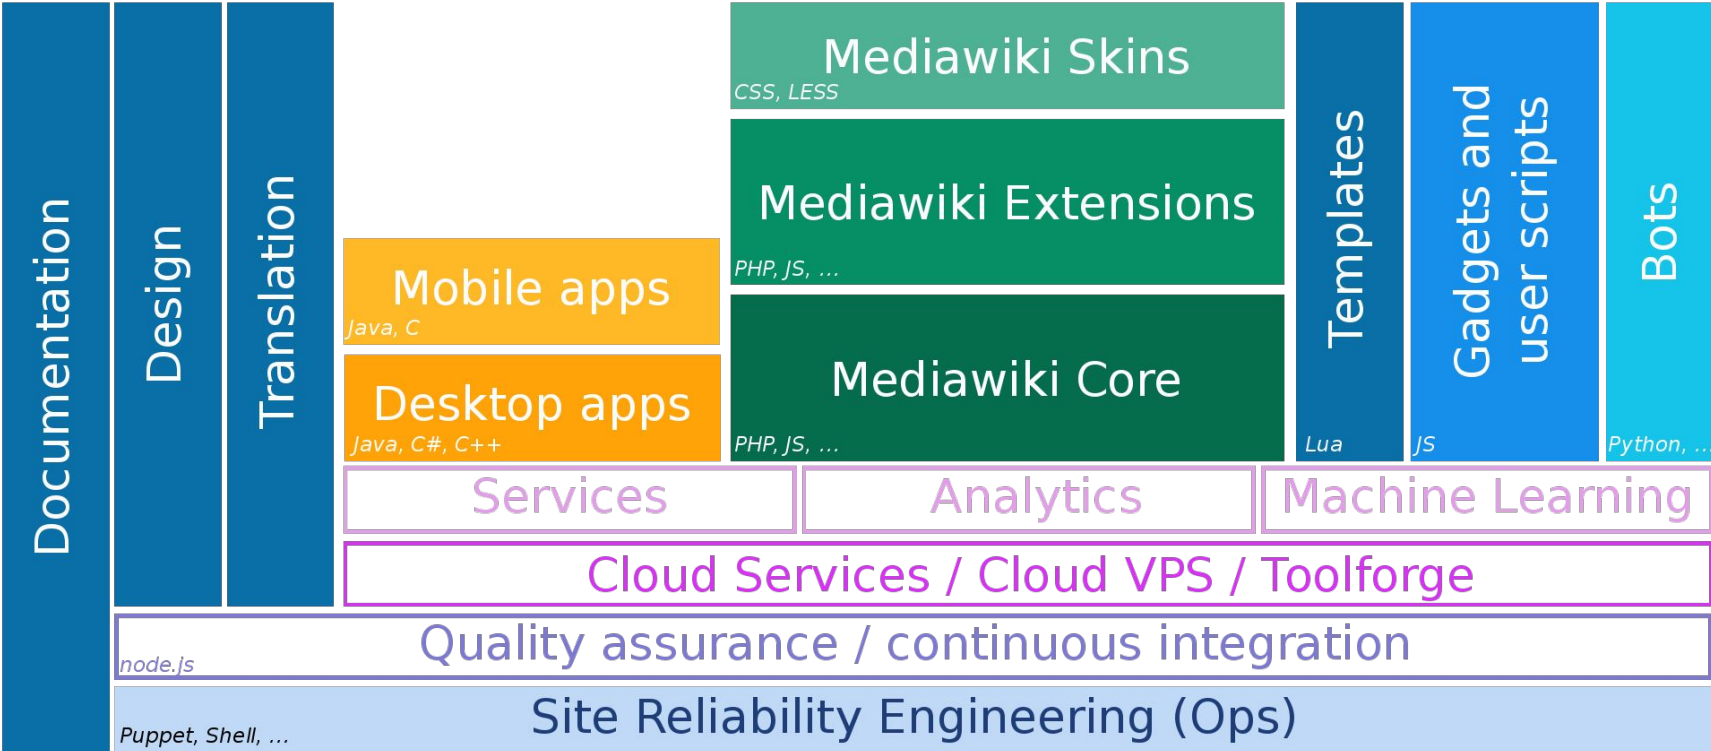 Documentation
Design
Translation
Mobile apps
Java, C
Desktop apps
Java, C#, C++
Mediawiki Skins
CSS, LESS
Mediawiki Extensions
PHP, JS, ...
Mediawiki Core
PHP, JS, ...
Templates
Lua
Gadgets and
user scripts
JS
Bots
Python, ...
Services
Analytics
Machine Learning
Cloud Services / Cloud VPS / Toolforge
Quality assurance / continuous integration
node.js
Site Reliability Engineering (Ops)
Puppet, Shell, ...